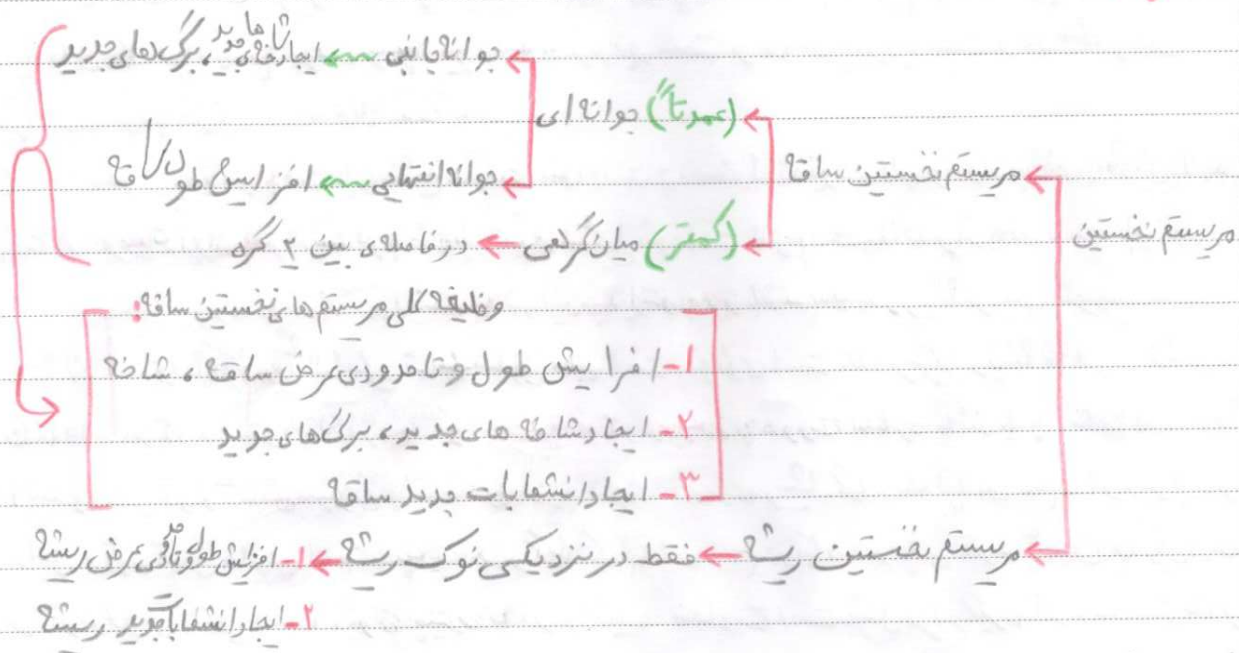 جوانه جانبی ← ایجاد شاخه های جدید، برگ های جدید
(عمدتاً) جوانه ای
جوانه انتهایی ← افزایش طول ساقه
مریستم نخستین ساقه
(کمتر) میان گرهی ← در فاصله ی بین ۲ گره
مریستم نخستین
وظیفه کلی مریستم های نخستین ساقه:
۱- افزایش طول و تا حدودی عرض ساقه، شاخه
۲- ایجاد شاخه های جدید، برگ های جدید
۳- ایجاد انشعابات جدید ساقه
مریستم نخستین ریشه ← فقط در نزدیکی نوک ریشه ← ۱- افزایش طول و تا حدودی عرض ریشه
۲- ایجاد انشعابات جدید ریشه